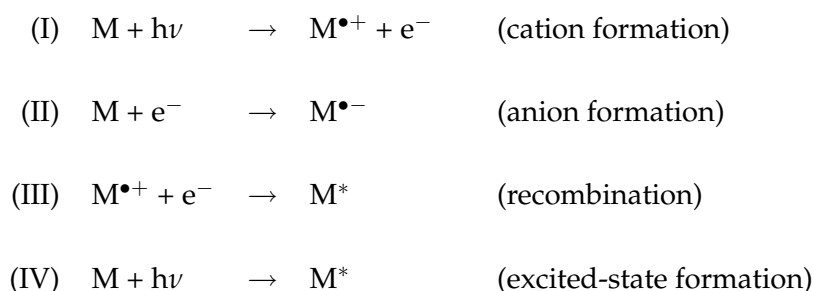 (I) M + hν → M•+ + e− (cation formation)
(II) M + e− → M•− (anion formation)
(III) M•+ + e− → M* (recombination)
(IV) M + hν → M* (excited-state formation)